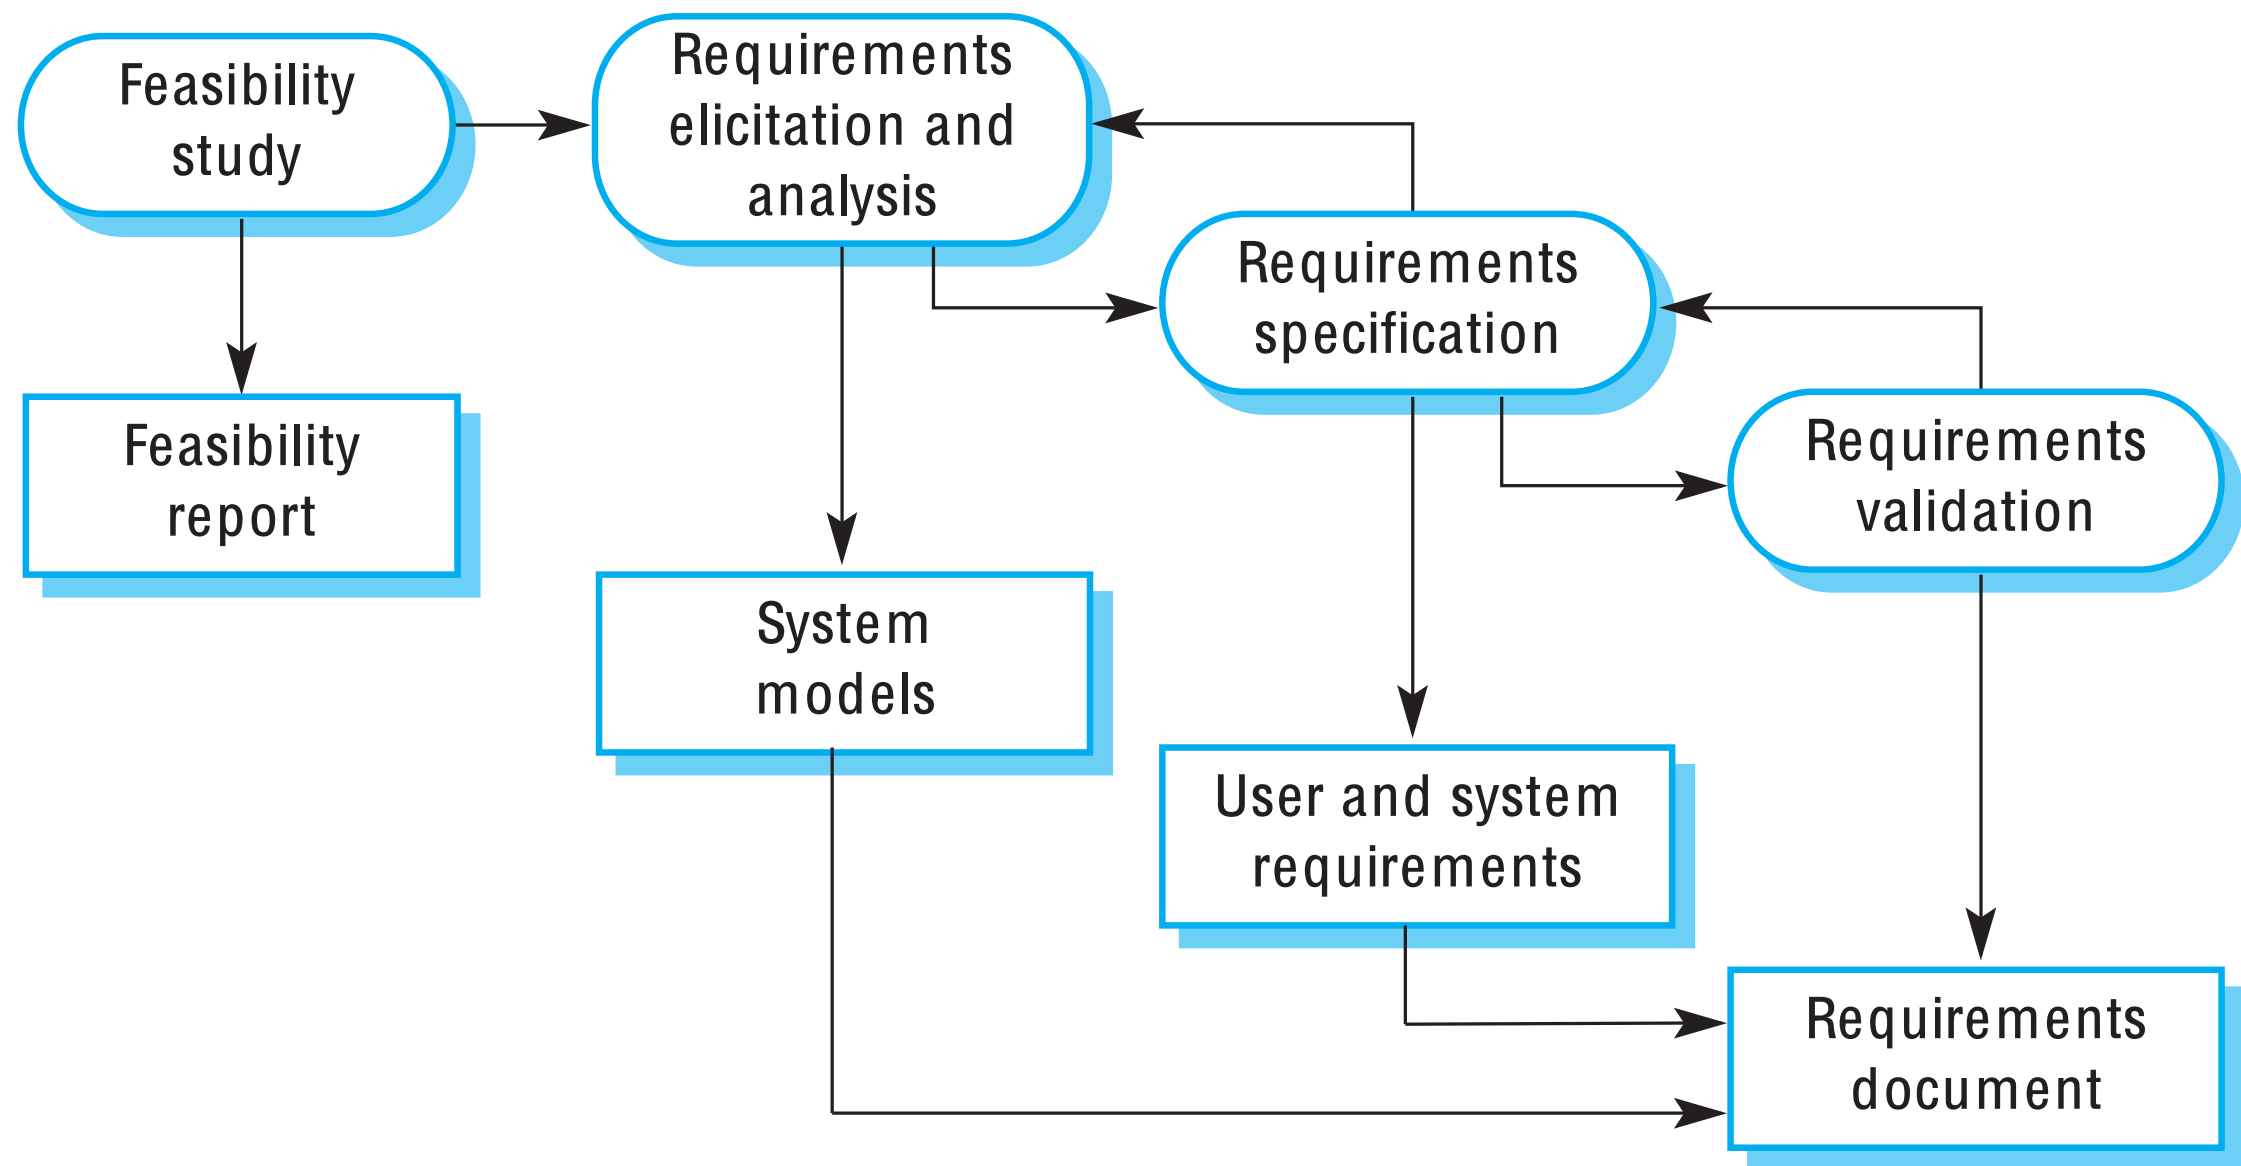 Feasibility
study
Requirements
elicitation and
analysis
Requirements
specification
Requirements
validation
Feasibility
report
System
models
User and system
requirements
Requirements
document